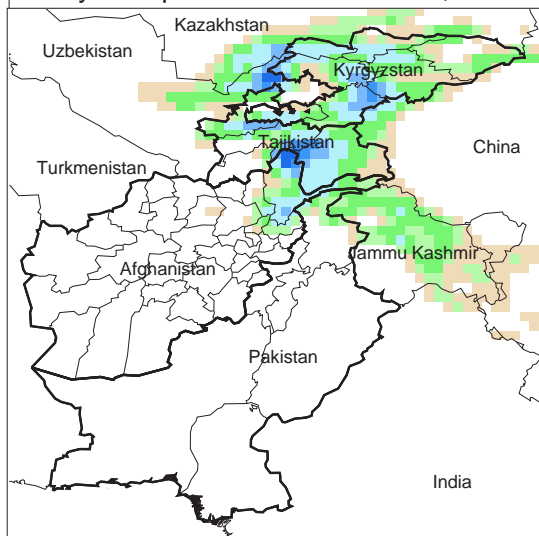 Kazakhstan
Uzbekistan
Kyrgyzstan
Tajikistan
China
Turkmenistan
Jammu Kashmir
Afghanistan
Pakistan
India